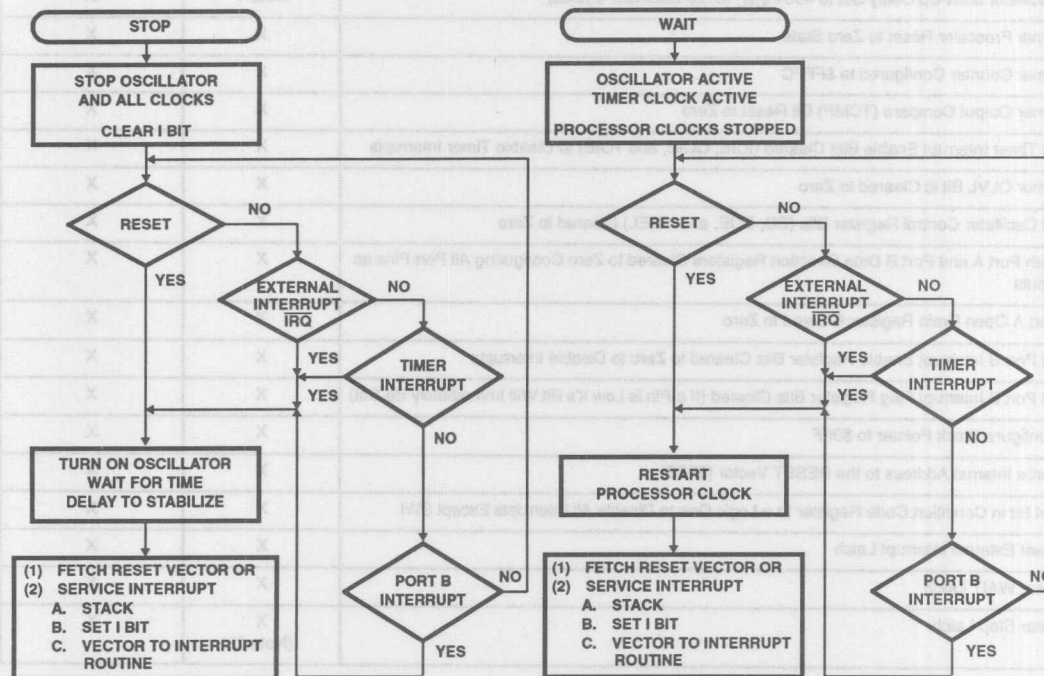 STOP
STOP OSCILLATOR
AND ALL CLOCKS
CLEAR I BIT
RESET
NO
YES
EXTERNAL
INTERRUPT
IRQ
NO
YES
TIMER
INTERRUPT
YES
NO
TURN ON OSCILLATOR
WAIT FOR TIME
DELAY TO STABILIZE
PORT B
INTERRUPT
NO
YES
(1) FETCH RESET VECTOR OR
(2) SERVICE INTERRUPT
A. STACK
B. SET I BIT
C. VECTOR TO INTERRUPT
ROUTINE
WAIT
OSCILLATOR ACTIVE
TIMER CLOCK ACTIVE
PROCESSOR CLOCKS STOPPED
RESET
NO
YES
EXTERNAL
INTERRUPT
IRQ
NO
YES
TIMER
INTERRUPT
YES
NO
RESTART
PROCESSOR CLOCK
PORT B
INTERRUPT
NO
YES
(1) FETCH RESET VECTOR OR
(2) SERVICE INTERRUPT
A. STACK
B. SET I BIT
C. VECTOR TO INTERRUPT
ROUTINE